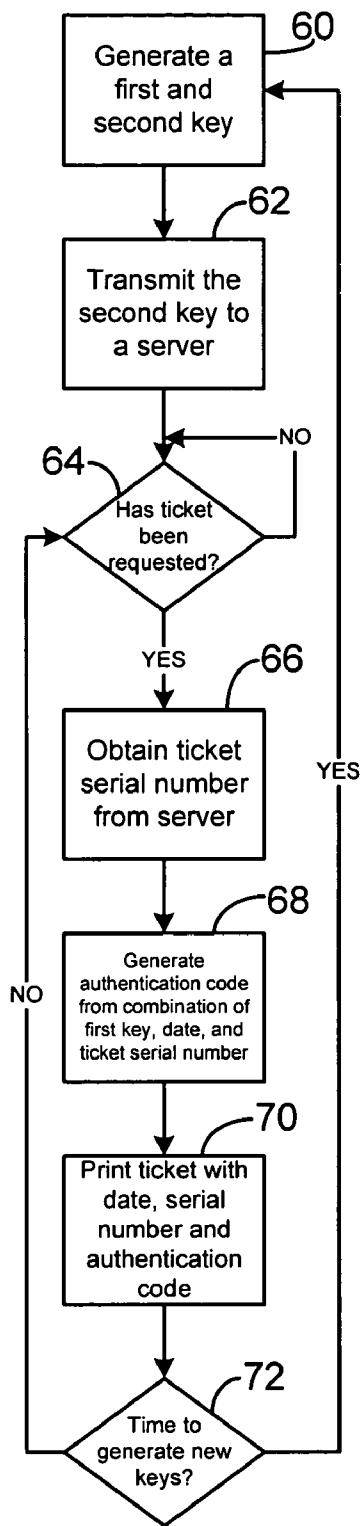 60
Generate a
first and
second key
62
Transmit the
second key to
a server
NO
64
Has ticket
been
requested?
YES
66
Obtain ticket
serial number
from server
YES
68
Generate
authentication code
from combination of
first key, date, and
ticket serial number
NO
70
Print ticket with
date, serial
number and
authentication
code
72
Time to
generate new
keys?